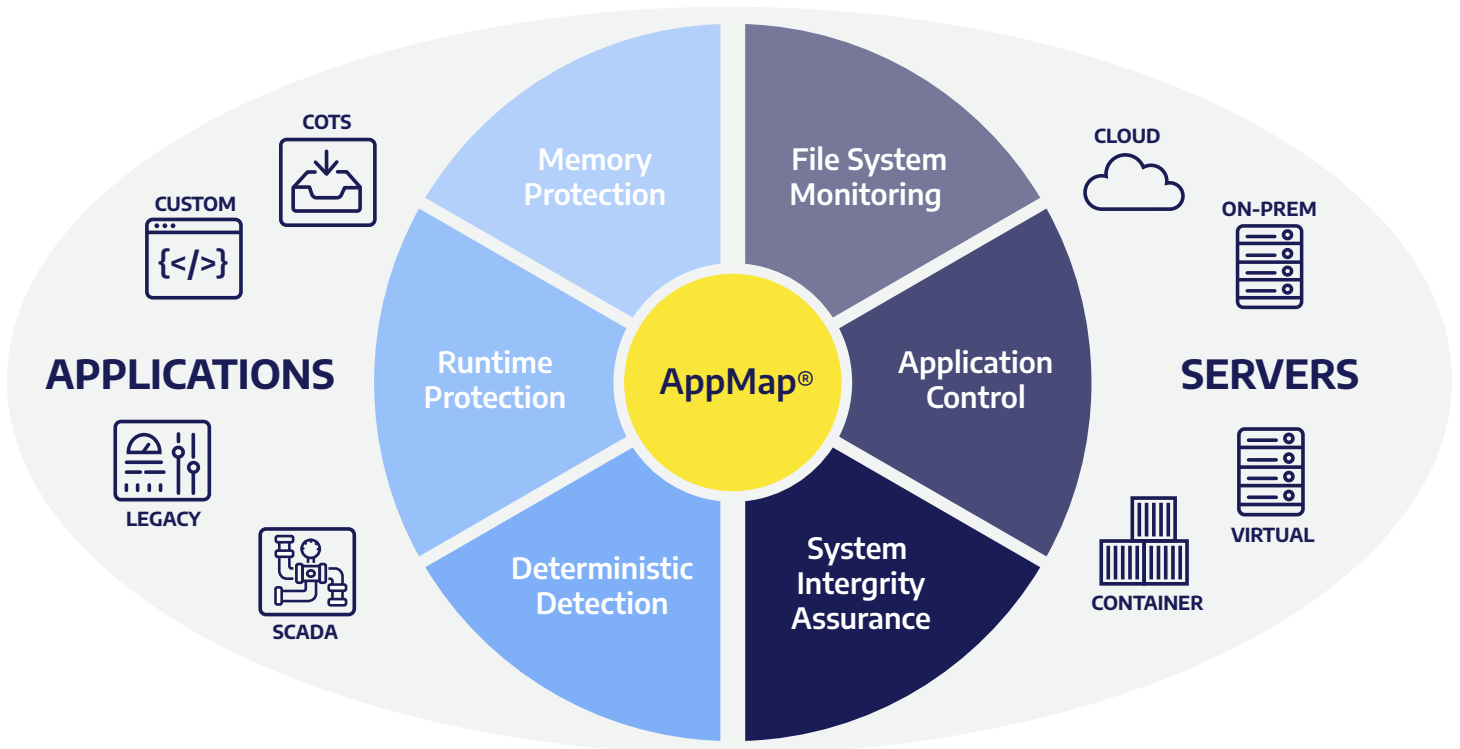 COTS
CUSTOM
{</>}
APPLICATIONS
LEGACY
SCADA
Memory
Protection
Runtime
Protection
Deterministic
Detection
AppMap®
File System
Monitoring
Application
Control
System
Intergrity
Assurance
CLOUD
ON-PREM
SERVERS
VIRTUAL
CONTAINER